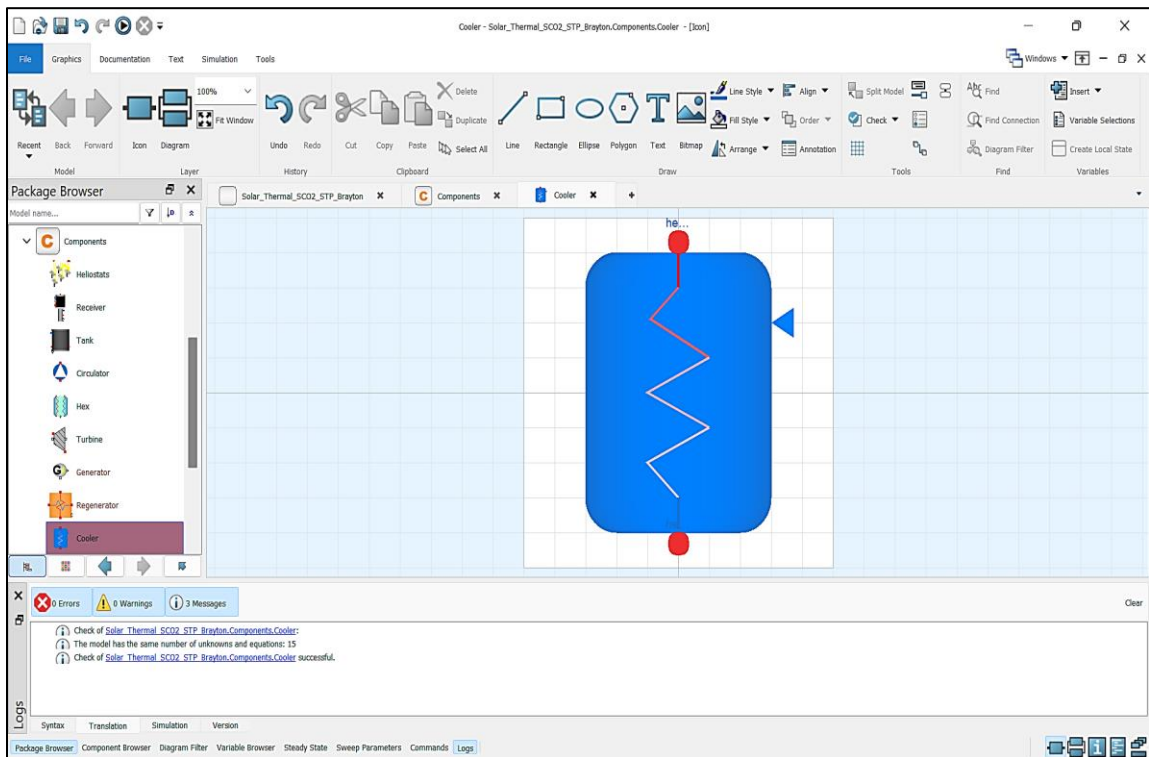 Cooler - Solar_Thermal_SCO2_STP_Brayton.Components.Cooler - [Icon]
File Graphics Documentation Text Simulation Tools Windows
100% Delete Line Style Align Split Model Abc Find Insert
Fit Window Duplicate Fill Style Order Check Find Connection Variable Selections
Recent Back Forward Icon Diagram Undo Redo Cut Copy Paste Select All Line Rectangle Ellipse Polygon Text Bitmap Arrange Annotation Diagram Filter Create Local State
Model Layer History Clipboard Draw Tools Find Variables
Package Browser
Solar_Thermal_SCO2_STP_Brayton C Components Cooler +
Model name...
he...
C Components
Heliostats
Receiver
Tank
Circulator
Hex
Turbine
G Generator
Regenerator
Cooler
0 Errors 0 Warnings 3 Messages Clear
Check of Solar_Thermal_SCO2_STP_Brayton.Components.Cooler:
The model has the same number of unknowns and equations: 15
Check of Solar_Thermal_SCO2_STP_Brayton.Components.Cooler successful.
Logs
Syntax Translation Simulation Version
Package Browser Component Browser Diagram Filter Variable Browser Steady State Sweep Parameters Commands Logs